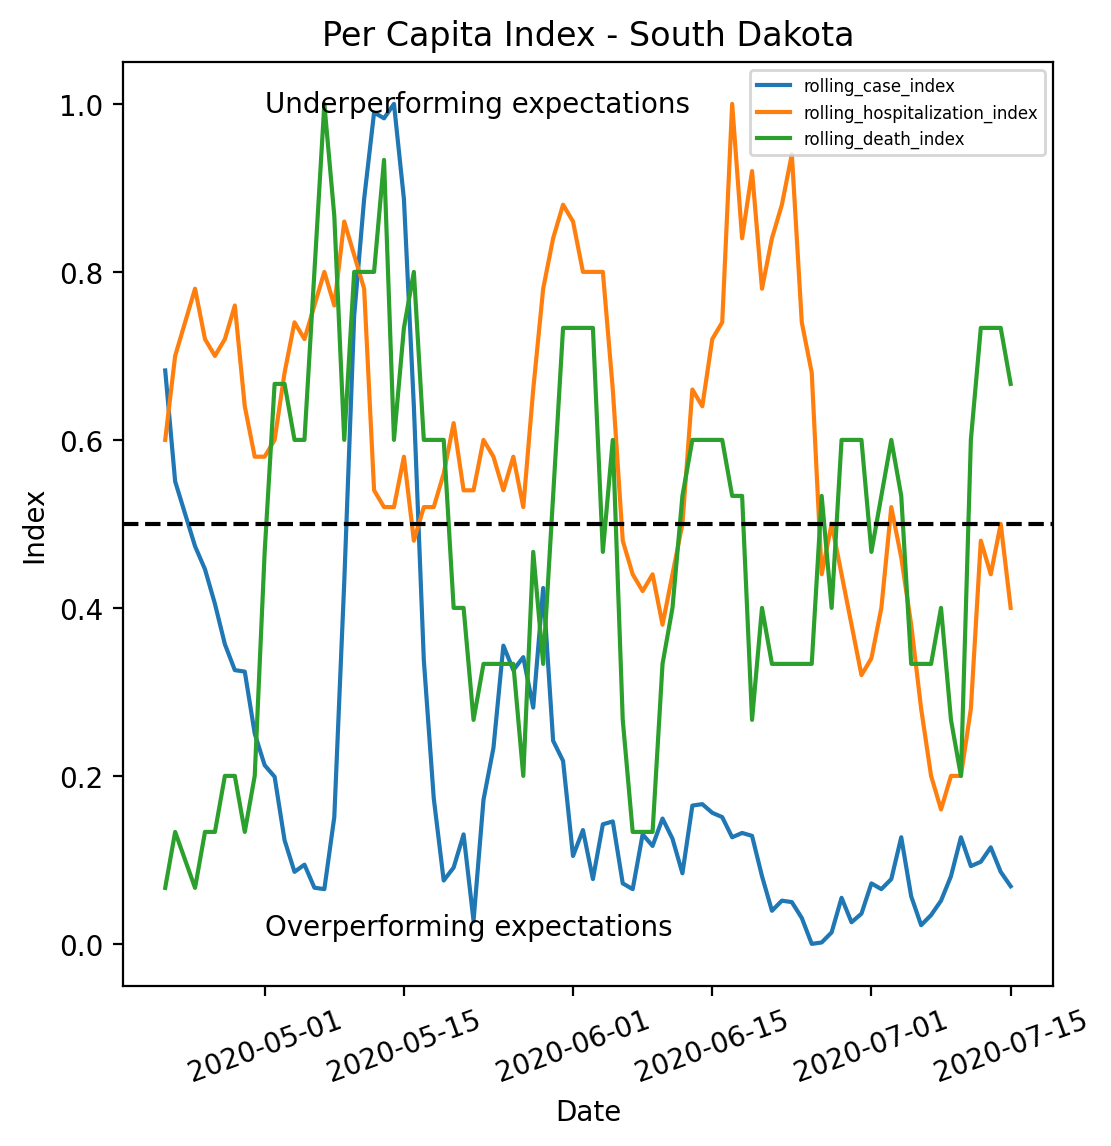 Per Capita Index - South Dakota
Underperforming expectations
rolling_case_index
rolling_hospitalization_index
rolling_death_index
1.0
0.8
0.6
0.4
0.2
0.0
Index
Overperforming expectations
2020-05-01
2020-05-15
2020-06-01
2020-06-15
2020-07-01
2020-07-15
Date